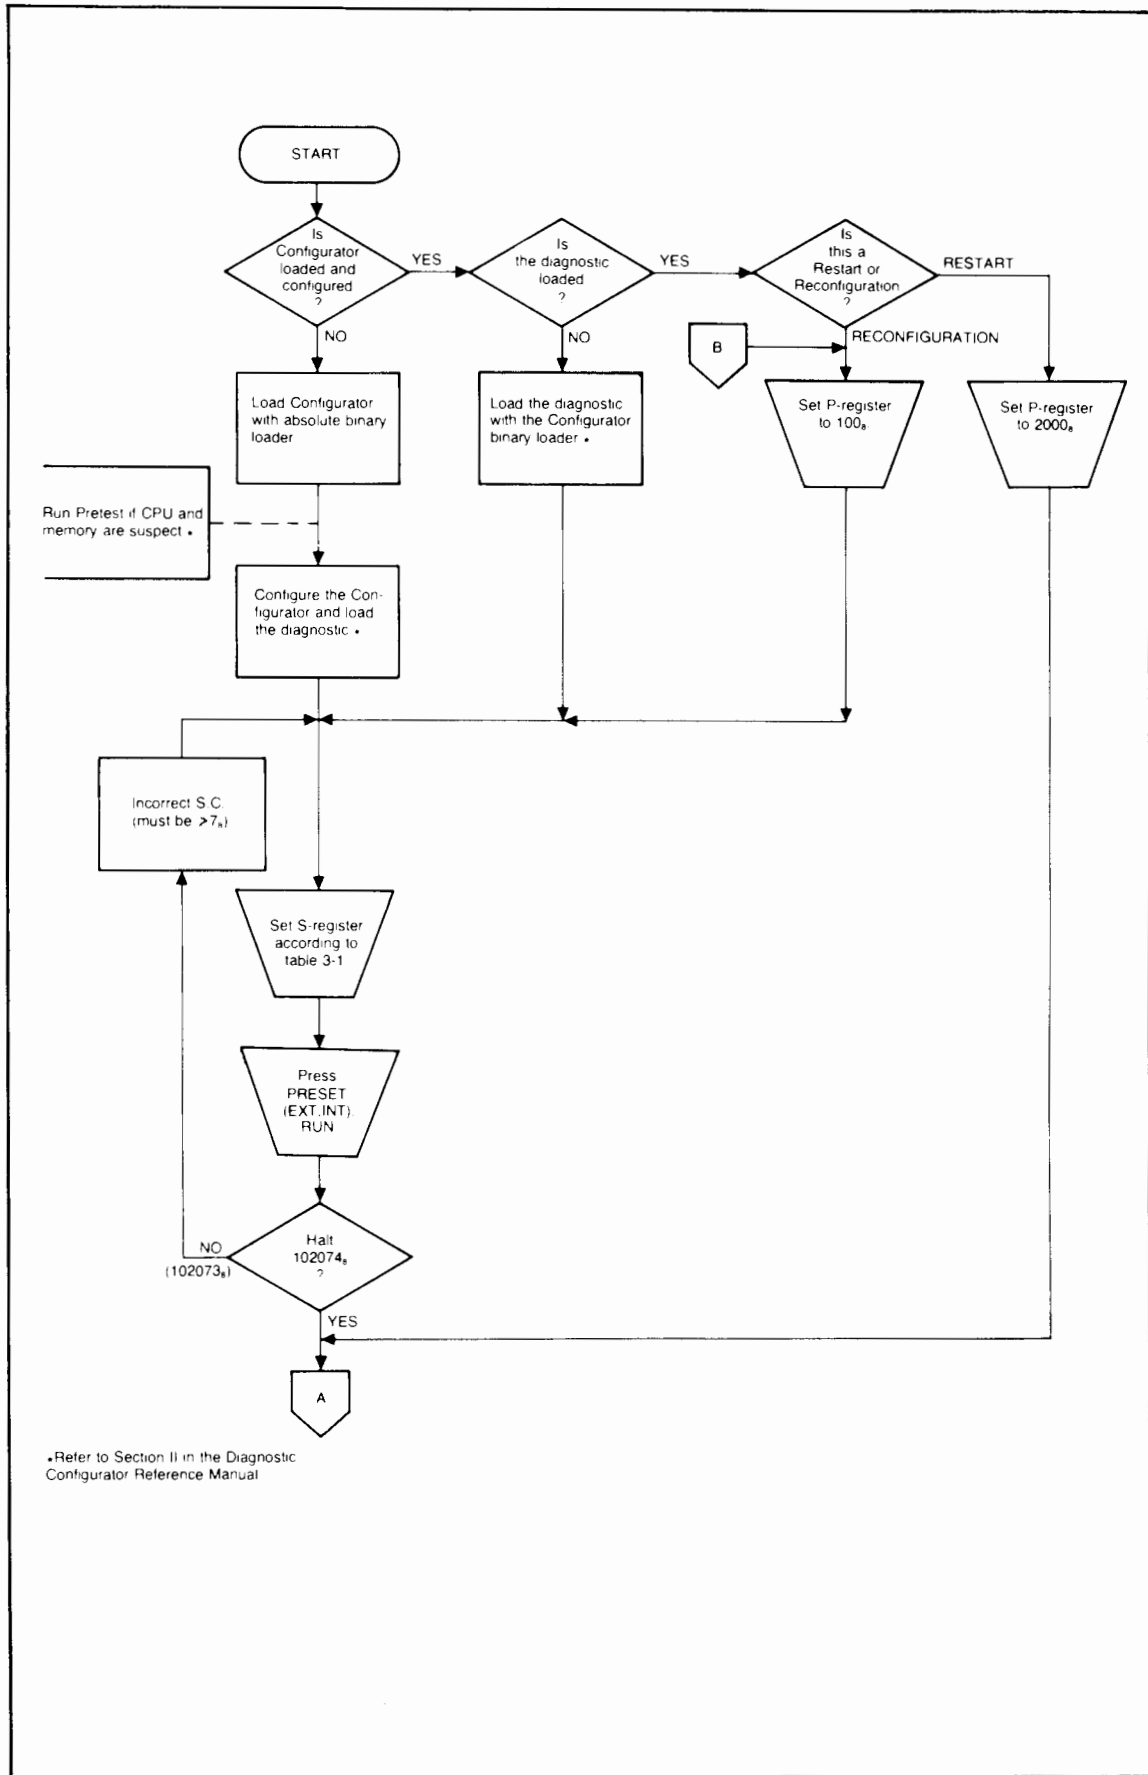 START
Is
Configurator
loaded and
configured
?
YES
NO
Is
the diagnostic
loaded
?
YES
NO
Is
this a
Restart or
Reconfiguration
?
RESTART
RECONFIGURATION
B
Load Configurator
with absolute binary
loader
Load the diagnostic
with the Configurator
binary loader *
Set P-register
to 100₈.
Set P-register
to 2000₈
Run Pretest if CPU and
memory are suspect *
Configure the Con-
figurator and load
the diagnostic *
Incorrect S.C.
(must be >7₈)
Set S-register
according to
table 3-1
Press
PRESET
(EXT.INT).
RUN
Halt
102074₈
?
NO
(102073₈)
YES
A
*Refer to Section II in the Diagnostic
Configurator Reference Manual